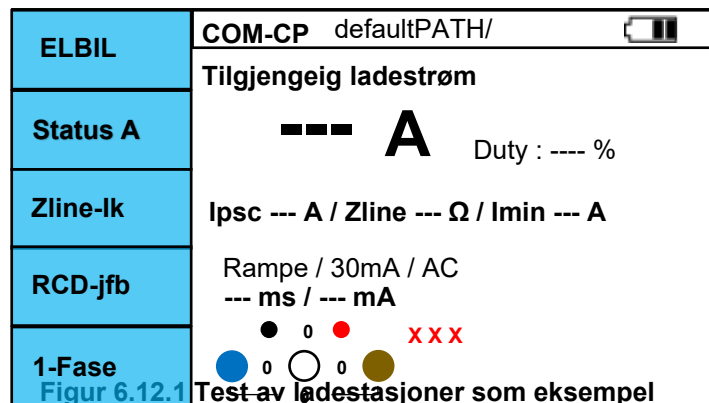 ELBIL
COM-CP defaultPATH/
Tilgjengeig ladestrøm
Status A
--- A Duty : ---- %
Zline-Ik
Ipsc --- A / Zline --- Ω / Imin --- A
RCD-jfb
Rampe / 30mA / AC
--- ms / --- mA
0 X X X
1-Fase
0 0
Figur 6.12.1 Test av ladestasjoner som eksempel
0